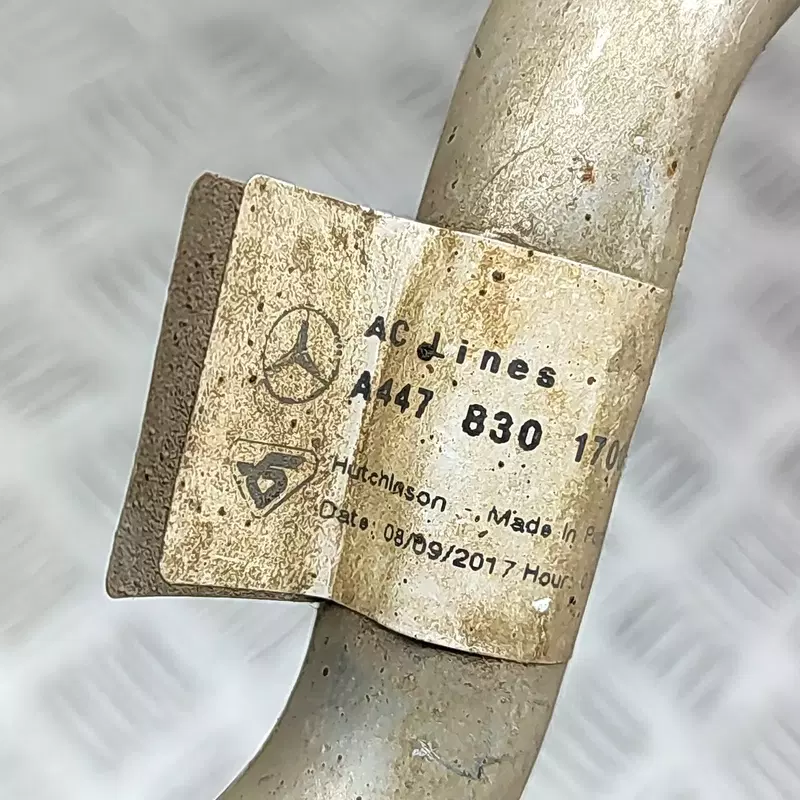 AC Lines
A447 830 170
Hutchinson - Made In P
Date: 08/09/2017 Hour: